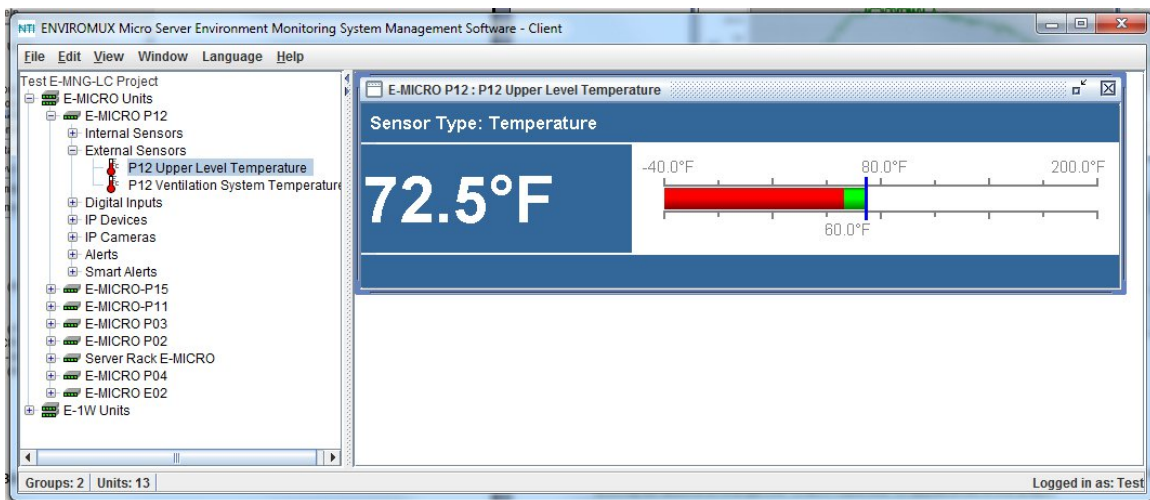 NTI ENVIROMUX Micro Server Environment Monitoring System Management Software - Client
File Edit View Window Language Help
Test E-MNG-LC Project
E-MICRO Units
E-MICRO P12
Internal Sensors
External Sensors
P12 Upper Level Temperature
P12 Ventilation System Temperature
Digital Inputs
IP Devices
IP Cameras
Alerts
Smart Alerts
E-MICRO-P15
E-MICRO-P11
E-MICRO P03
E-MICRO P02
Server Rack E-MICRO
E-MICRO P04
E-MICRO E02
E-1W Units
E-MICRO P12 : P12 Upper Level Temperature
Sensor Type: Temperature
72.5°F
-40.0°F 80.0°F 200.0°F
60.0°F
Groups: 2 Units: 13 Logged in as: Test